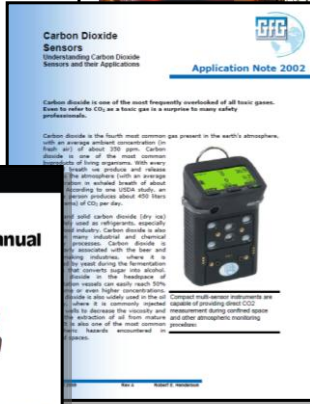 Carbon Dioxide
Sensors
Understanding Carbon Dioxide
Sensors and their Applications
GfG
Application Note 2002
Carbon dioxide is one of the most frequently overlooked of all toxic gases.
Even to refer to CO₂ as a toxic gas is a surprise to many safety
professionals.
Carbon dioxide is the fourth most common gas present in the earth's atmosphere,
with an average ambient concentration (in
fresh air) of about 350 ppm. Carbon
dioxide is one of the most common
of living organisms. With every
breath we produce and release
the atmosphere (with an average
in exhaled breath of about
According to one USDA study, an
person produces about 450 liters
of CO₂ per day.
and solid carbon dioxide (dry ice)
used as refrigerants, especially
food industry. Carbon dioxide is also
many industrial and chemical
processes. Carbon dioxide is
associated with the beer and
making industries, where it is
by yeast during the fermentation
that converts sugar into alcohol.
dioxide in the headspace of
vessels can easily reach 50%
or even higher concentrations.
dioxide is also widely used in the oil
where it is commonly injected
wells to decrease the viscosity and
the extraction of oil from mature
It is also one of the most common
hazards encountered in
spaces.
Compact multi-sensor instruments are
capable of providing direct CO2
measurement during confined space
and other atmospheric monitoring
procedures
Robert E. Henderson
anual